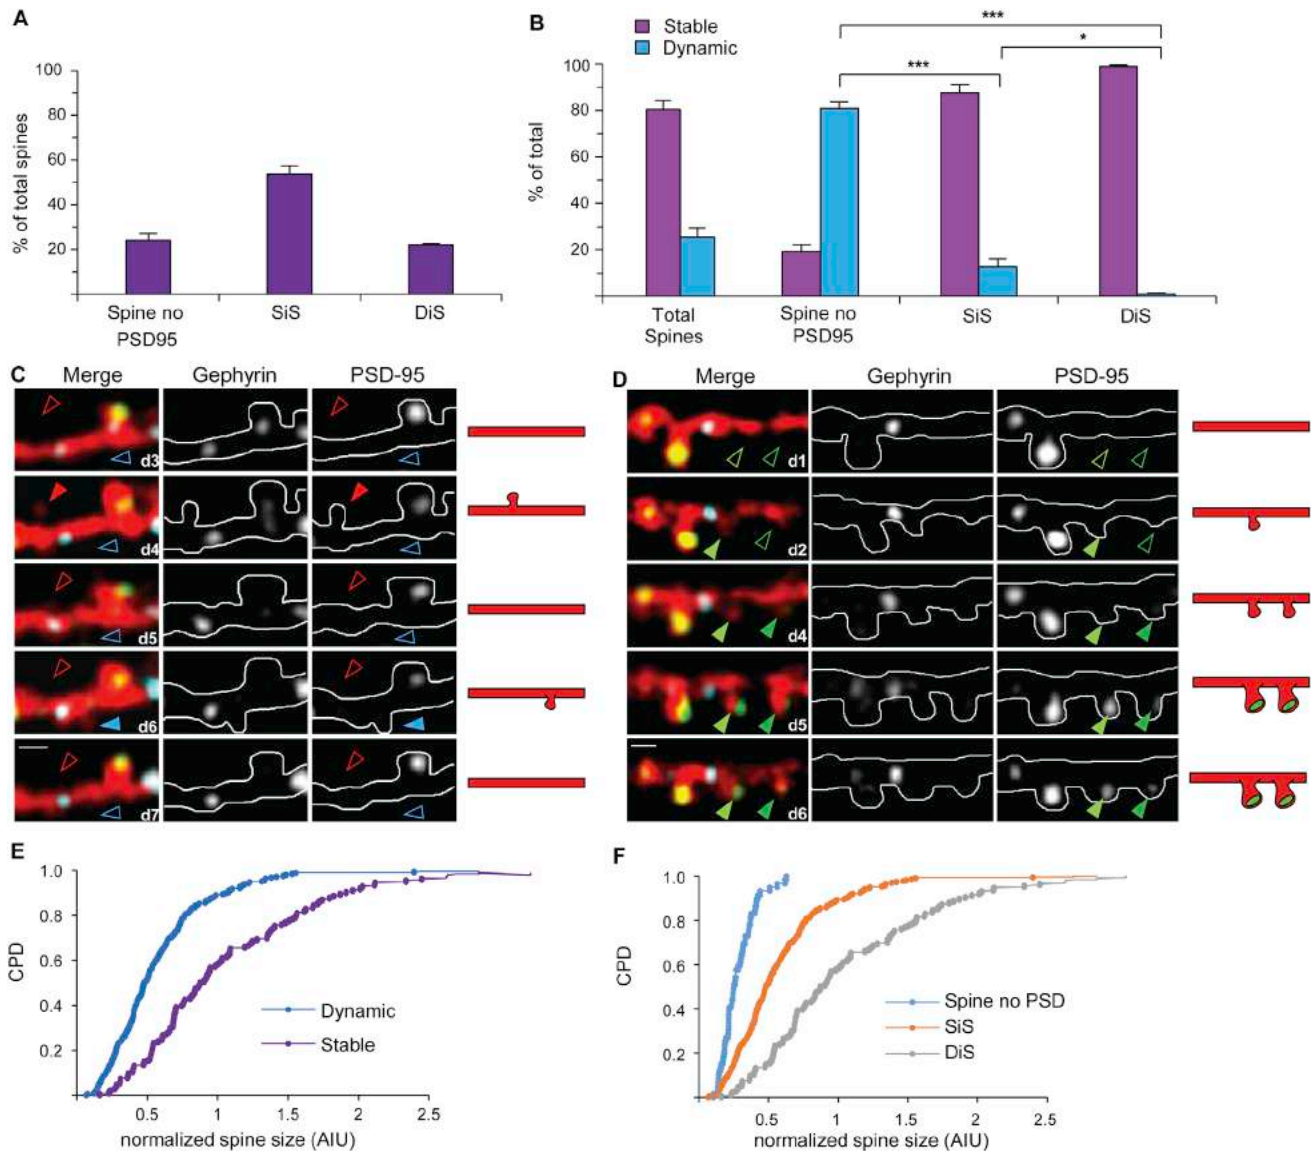 A
% of total spines
100
80
60
40
20
Spine no PSD95
SiS
DiS
B
Stable
Dynamic
***
*
***
% of total
100
80
60
40
20
Total Spines
Spine no PSD95
SiS
DiS
C
Merge
Gephyrin
PSD-95
d3
d4
d5
d6
d7
D
Merge
Gephyrin
PSD-95
d1
d2
d4
d5
d6
E
CPD
1.0
0.8
0.6
0.4
0.2
Dynamic
Stable
0.5
1
1.5
2
2.5
normalized spine size (AIU)
F
CPD
1.0
0.8
0.6
0.4
0.2
Spine no PSD
SiS
DiS
0.5
1
1.5
2
2.5
normalized spine size (AIU)